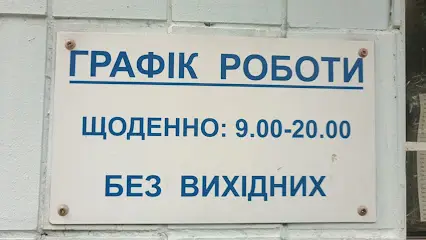 ГРАФІК РОБОТИ
ЩОДЕННО: 9.00-20.00
БЕЗ ВИХІДНИХ